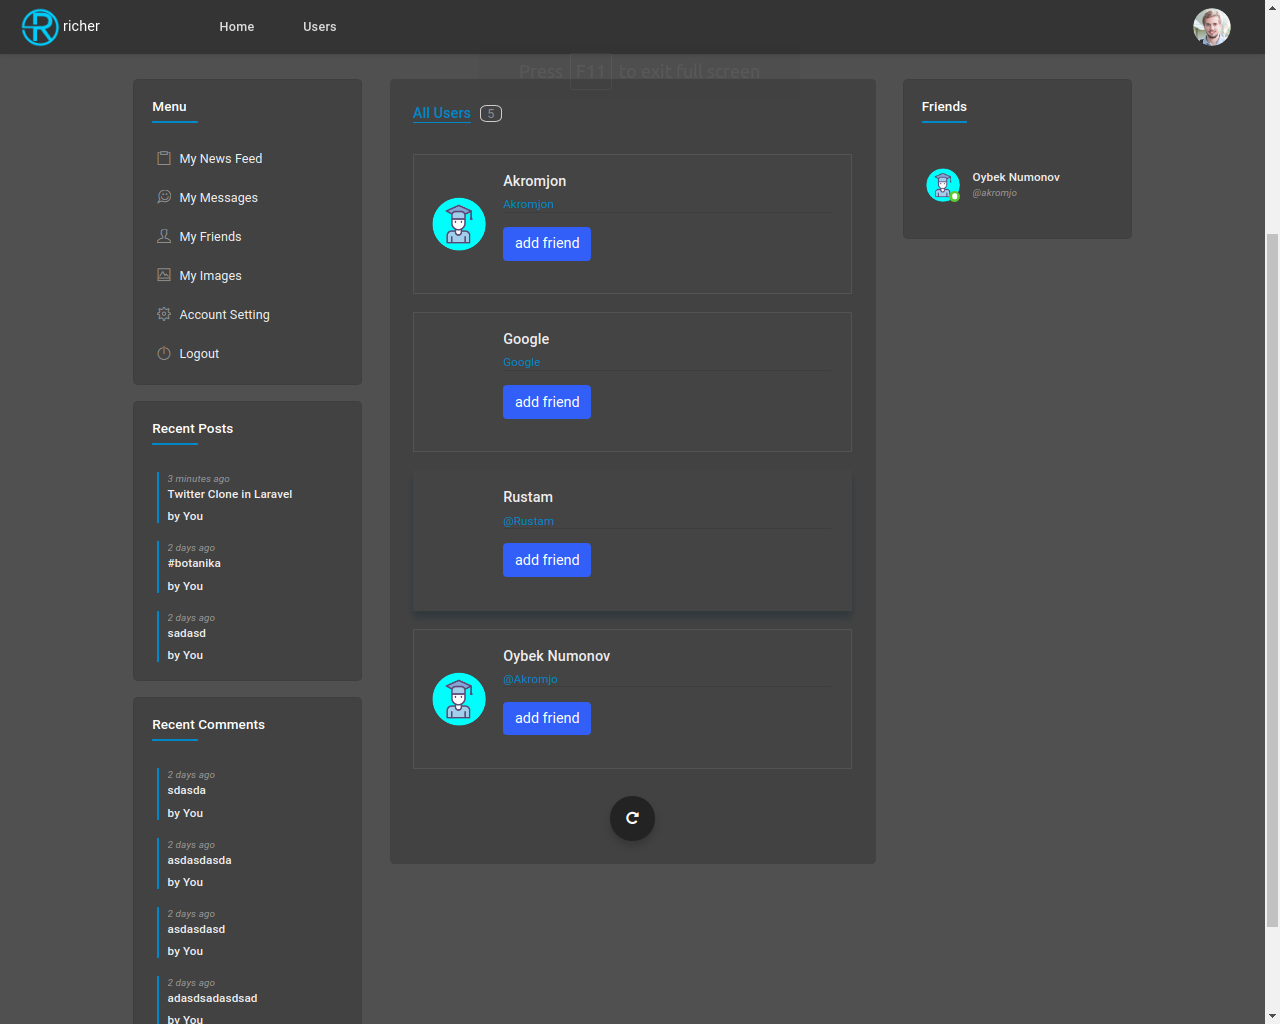 richer
Home
Users
Press F11 to exit full screen
Menu
My News Feed
My Messages
My Friends
My Images
Account Setting
Logout
Recent Posts
3 minutes ago
Twitter Clone in Laravel
by You
2 days ago
#botanika
by You
2 days ago
sadasd
by You
Recent Comments
2 days ago
sdasda
by You
2 days ago
asdasdasda
by You
2 days ago
asdasdasd
by You
2 days ago
adasdsadasdsad
by You
All Users 5
Akromjon
Akromjon
add friend
Google
Google
add friend
Rustam
@Rustam
add friend
Oybek Numonov
@Akromjo
add friend
Friends
Oybek Numonov
@akromjo